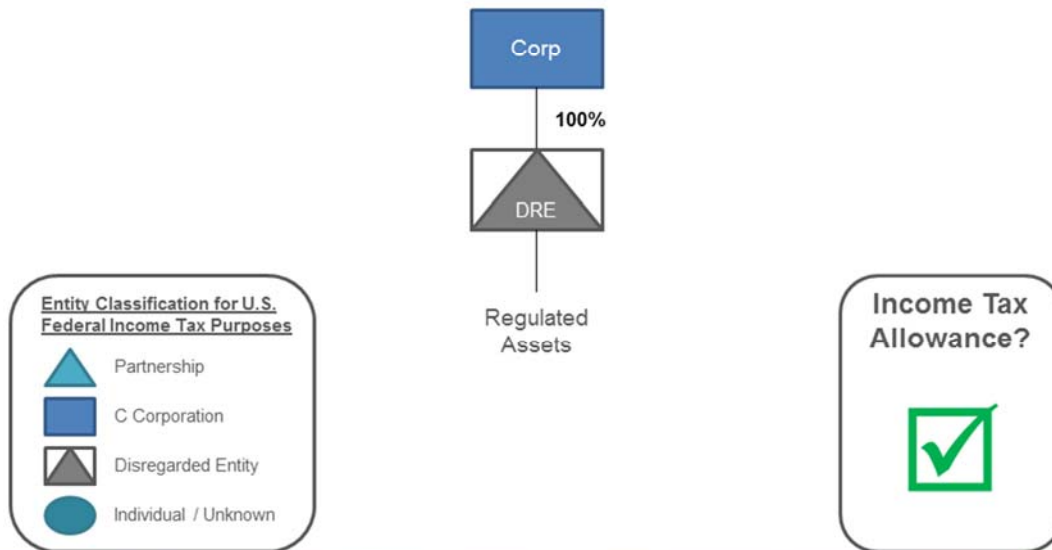 Corp
100%
DRE
Regulated
Assets
Entity Classification for U.S.
Federal Income Tax Purposes
Partnership
C Corporation
Disregarded Entity
Individual / Unknown
Income Tax
Allowance?